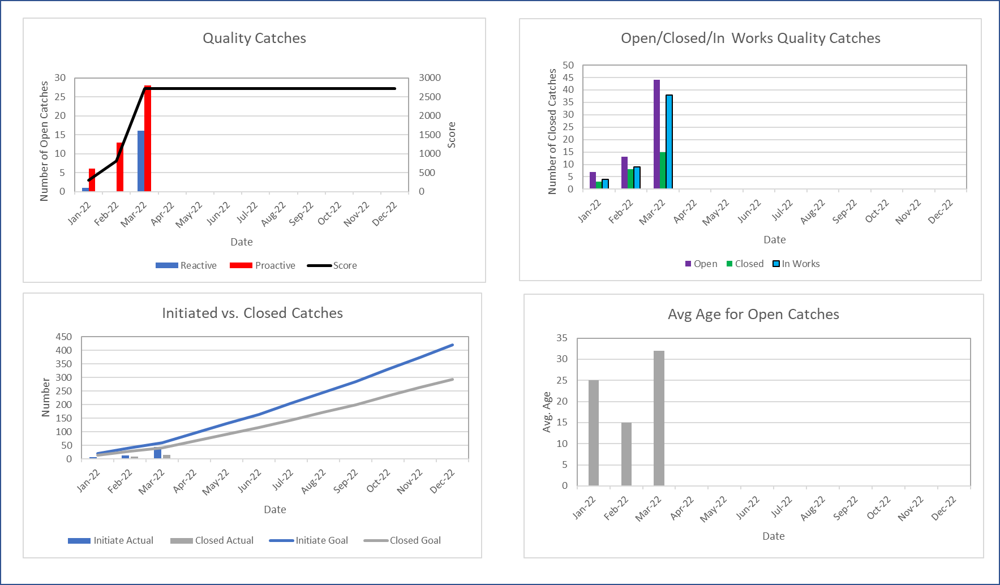 Quality Catches
Number of Open Catches
30
25
20
15
10
5
0
3000
2500
2000
1500
1000
500
0
Score
Jan-22 Feb-22 Mar-22 Apr-22 May-22 Jun-22 Jul-22 Aug-22 Sep-22 Oct-22 Nov-22 Dec-22
Date
Reactive Proactive Score
Open/Closed/In Works Quality Catches
Number of Closed Catches
50
45
40
35
30
25
20
15
10
5
0
Jan-22 Feb-22 Mar-22 Apr-22 May-22 Jun-22 Jul-22 Aug-22 Sep-22 Oct-22 Nov-22 Dec-22
Date
Open Closed In Works
Initiated vs. Closed Catches
Number
450
400
350
300
250
200
150
100
50
0
Jan-22 Feb-22 Mar-22 Apr-22 May-22 Jun-22 Jul-22 Aug-22 Sep-22 Oct-22 Nov-22 Dec-22
Date
Initiate Actual Closed Actual Initiate Goal Closed Goal
Avg Age for Open Catches
Avg. Age
35
30
25
20
15
10
5
0
Jan-22 Feb-22 Mar-22 Apr-22 May-22 Jun-22 Jul-22 Aug-22 Sep-22 Oct-22 Nov-22 Dec-22
Date